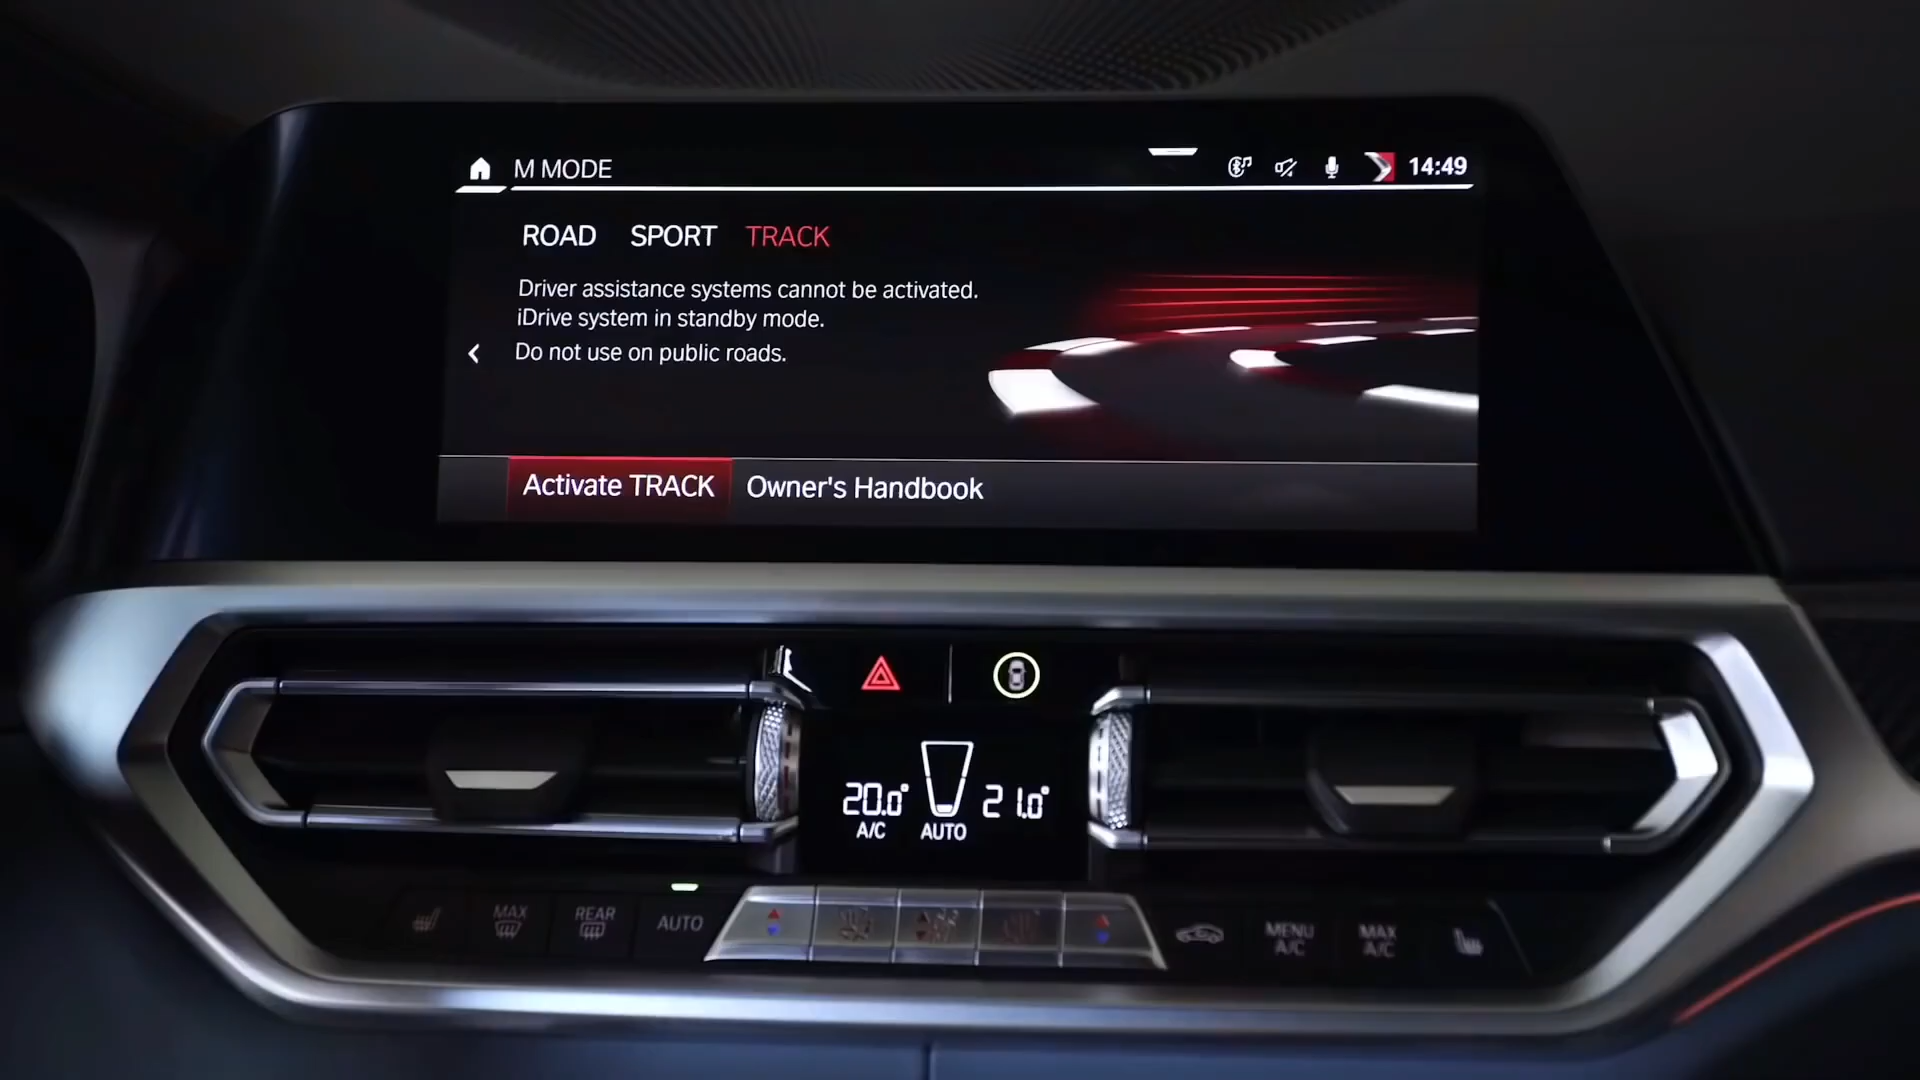 M MODE
14:49
ROAD SPORT TRACK
Driver assistance systems cannot be activated.
iDrive system in standby mode.
Do not use on public roads.
Activate TRACK Owner's Handbook
20.0° 21.0°
A/C AUTO
MAX
REAR
AUTO
MENU
A/C
MAX
A/C